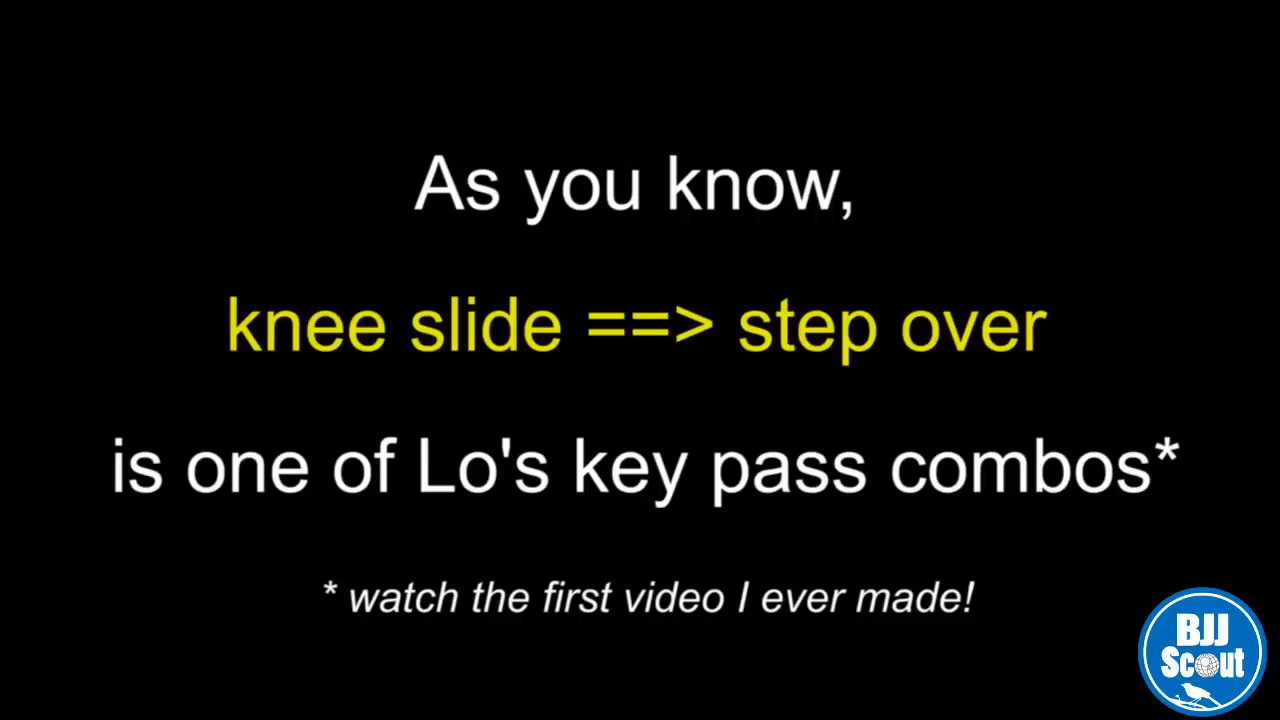 As you know,
knee slide ==> step over
is one of Lo's key pass combos*
* watch the first video I ever made!
BJJ
Scout